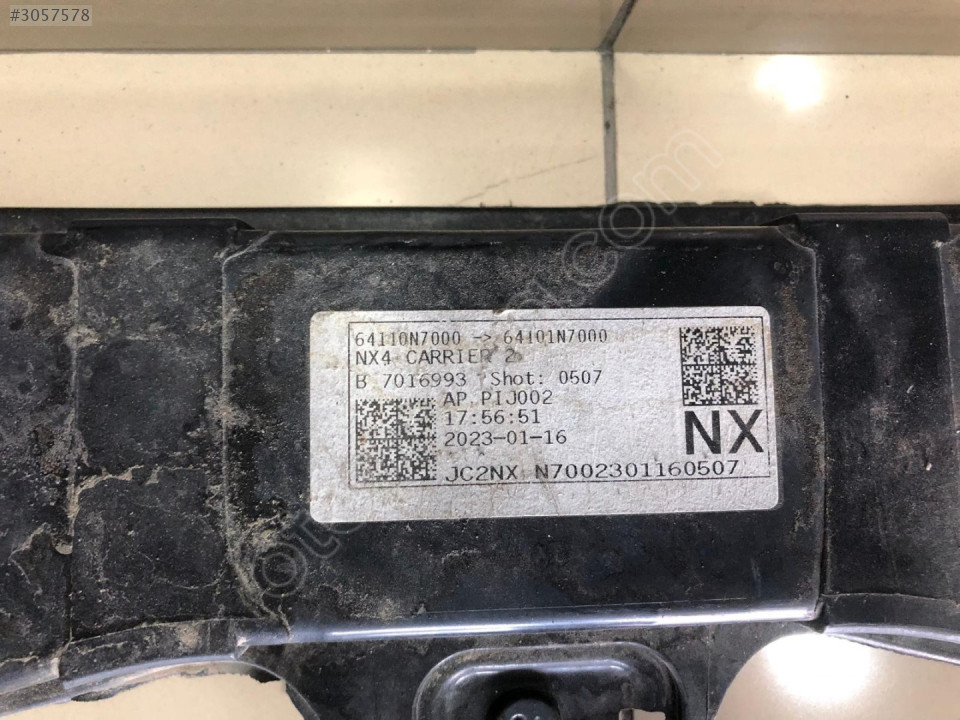 #3057578
64110N7000 -> 64101N7000
NX4 CARRIER 2
B 7016993 Shot: 0507
AP PIJ002
17:56:51
2023-01-16
NX
JC2NX N7002301160507
.com